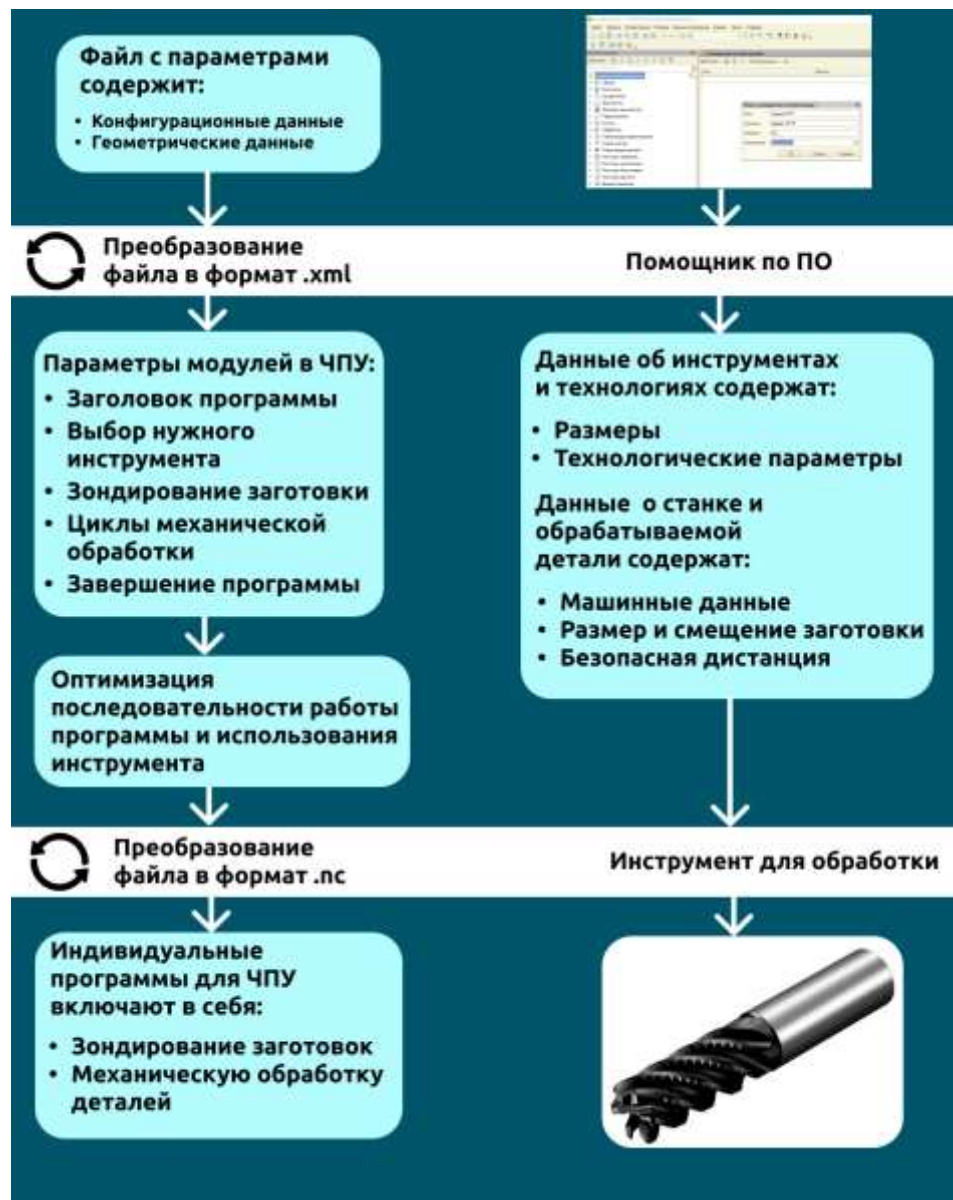 Файл с параметрами
содержит:
• Конфигурационные данные
• Геометрические данные
Преобразование
файла в формат .xml
Помощник по ПО
Параметры модулей в ЧПУ:
• Заголовок программы
• Выбор нужного
инструмента
• Зондирование заготовки
• Циклы механической
обработки
• Завершение программы
Данные об инструментах
и технологиях содержат:
• Размеры
• Технологические параметры
Данные о станке и
обрабатываемой
детали содержат:
• Машинные данные
• Размер и смещение заготовки
• Безопасная дистанция
Оптимизация
последовательности работы
программы и использования
инструмента
Преобразование
файла в формат .nc
Инструмент для обработки
Индивидуальные
программы для ЧПУ
включают в себя:
• Зондирование заготовок
• Механическую обработку
деталей